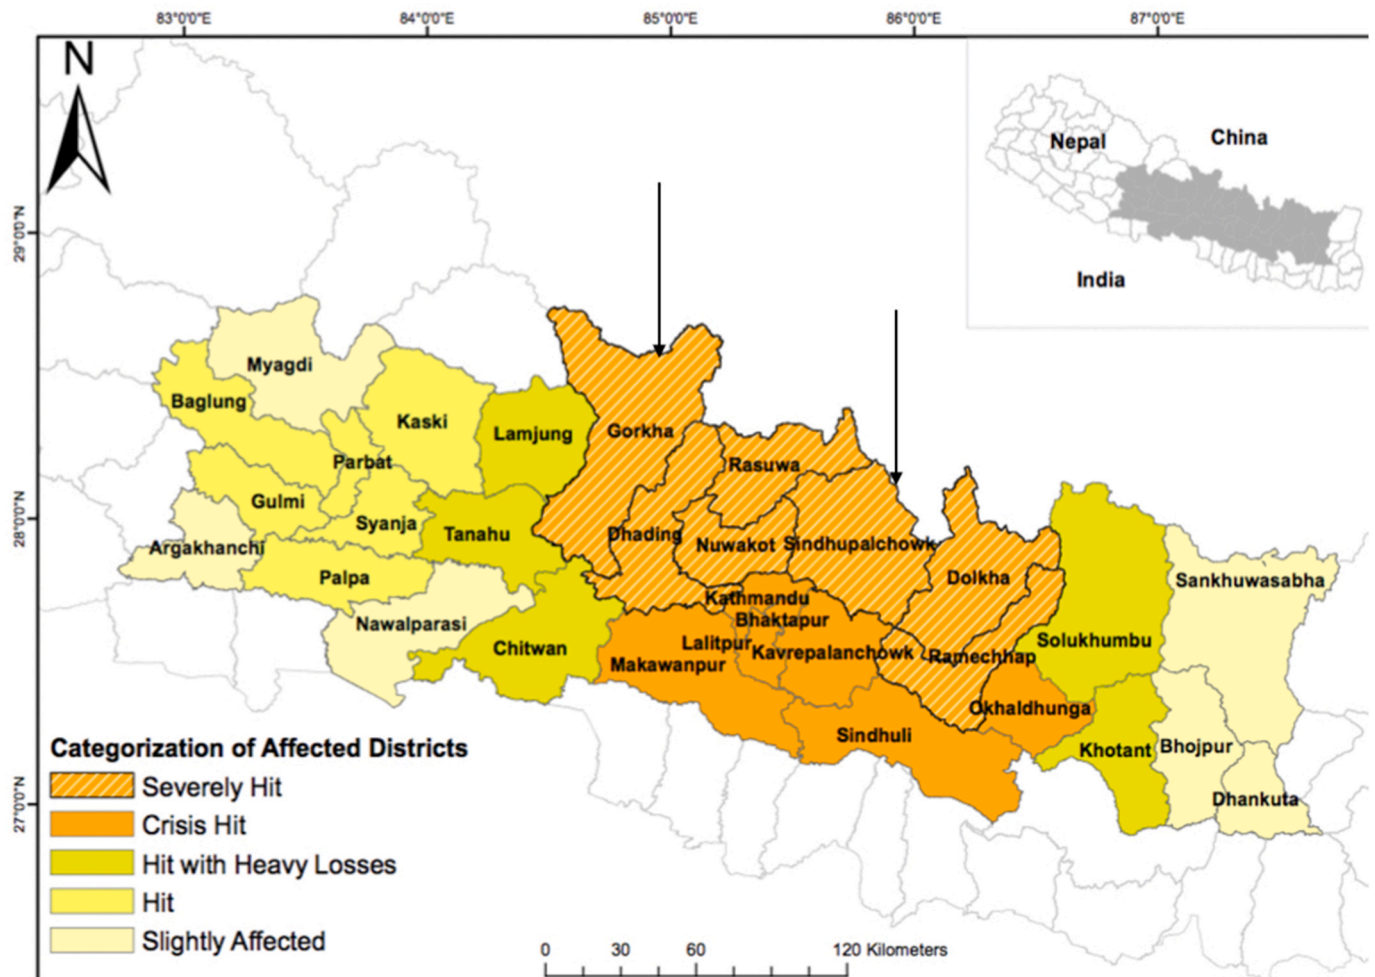 83°0'0"E 84°0'0"E 85°0'0"E 86°0'0"E 87°0'0"E
N
Nepal
China
India
29°0'0"N
28°0'0"N
27°0'0"N
Myagdi
Baglung
Kaski
Lamjung
Gorkha
Parbat
Rasuwa
Gulmi
Syanja
Tanahu
Dhading
Nuwakot
Sindhupalchowk
Argakhanchi
Palpa
Dolkha
Sankhuwasabha
Nawalparasi
Kathmandu
Bhaktapur
Chitwan
Lalitpur
Kavrepalanchowk
Makawanpur
Ramechhap
Solukhumbu
Okhaldhunga
Sindhuli
Khotant
Bhojpur
Dhankuta
Categorization of Affected Districts
Severely Hit
Crisis Hit
Hit with Heavy Losses
Hit
Slightly Affected
0 30 60 120 Kilometers